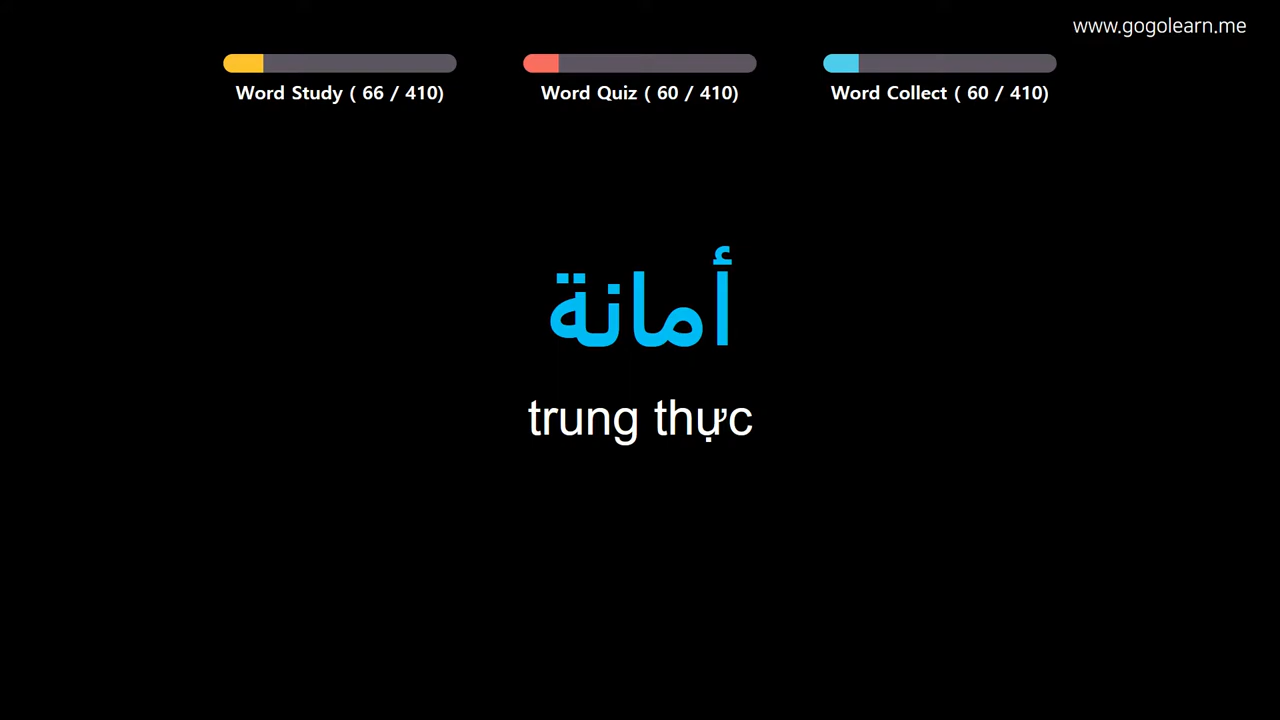 www.gogolearn.me
Word Study ( 66 / 410)
Word Quiz ( 60 / 410)
Word Collect ( 60 / 410)
أمانة
trung thực